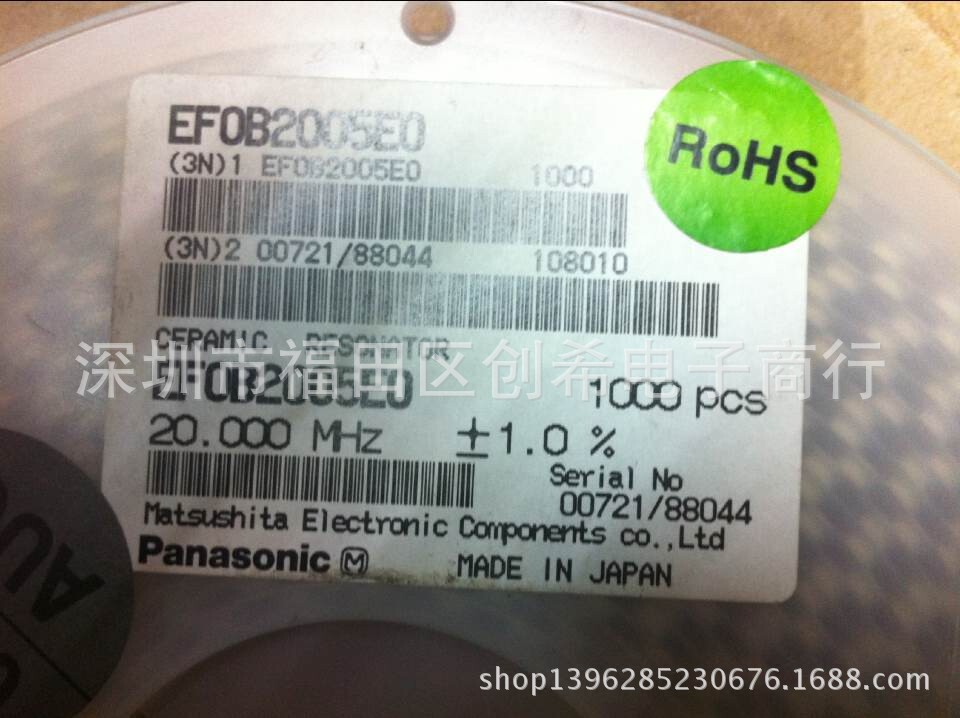 EFOB2005E0
(3N)1 EFOB2005E0 1000
RoHS
(3N)2 00721/88044 108010
CERAMIC RESONATOR
深圳市福田区创希电子商行
EFOB2005E0 1000 pcs
20.000 MHz ±1.0 %
Serial No
00721/88044
Matsushita Electronic Components co.,Ltd
Panasonic M MADE IN JAPAN
AU
shop1396285230676.1688.com